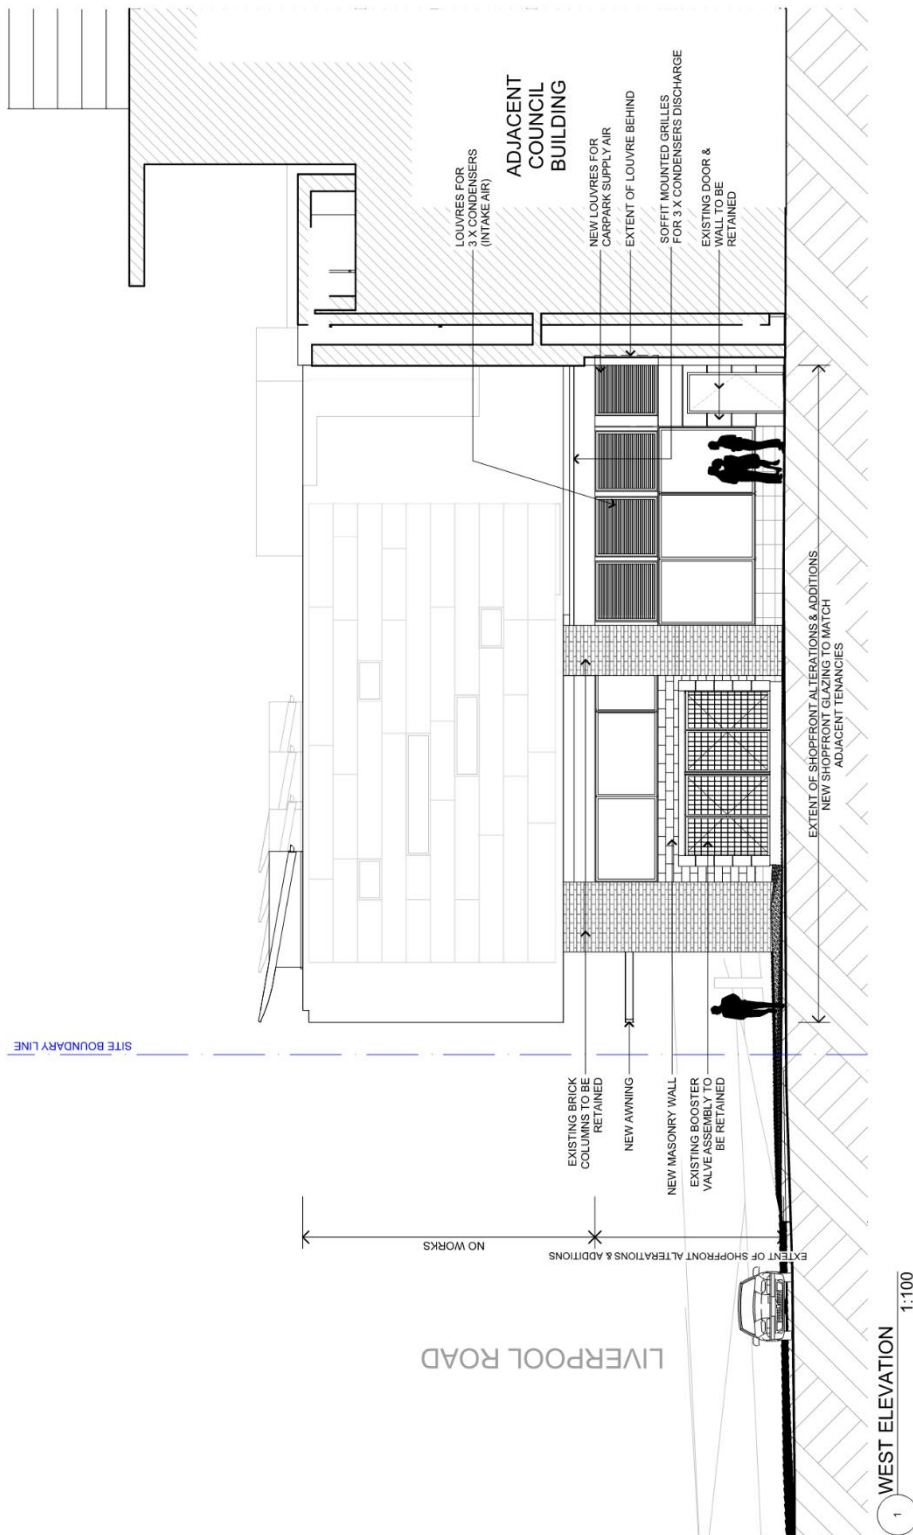 SITE BOUNDARY LINE
ADJACENT
COUNCIL
BUILDING
LOUVRES FOR
3 X CONDENSERS
(INTAKE AIR)
NEW LOUVRES FOR
CARPARK SUPPLY AIR
EXTENT OF LOUVRE BEHIND
SOFFIT MOUNTED GRILLES
FOR 3 X CONDENSERS DISCHARGE
EXISTING DOOR &
WALL TO BE
RETAINED
EXISTING BRICK
COLUMNS TO BE
RETAINED
NEW AWNING
NEW MASONRY WALL
EXISTING BOOSTER
VALVE ASSEMBLY TO
BE RETAINED
NO WORKS
EXTENT OF SHOPFRONT ALTERATIONS & ADDITIONS
EXTENT OF SHOPFRONT ALTERATIONS & ADDITIONS
NEW SHOPFRONT GLAZING TO MATCH
ADJACENT TENANCIES
LIVERPOOL ROAD
1
WEST ELEVATION
1:100